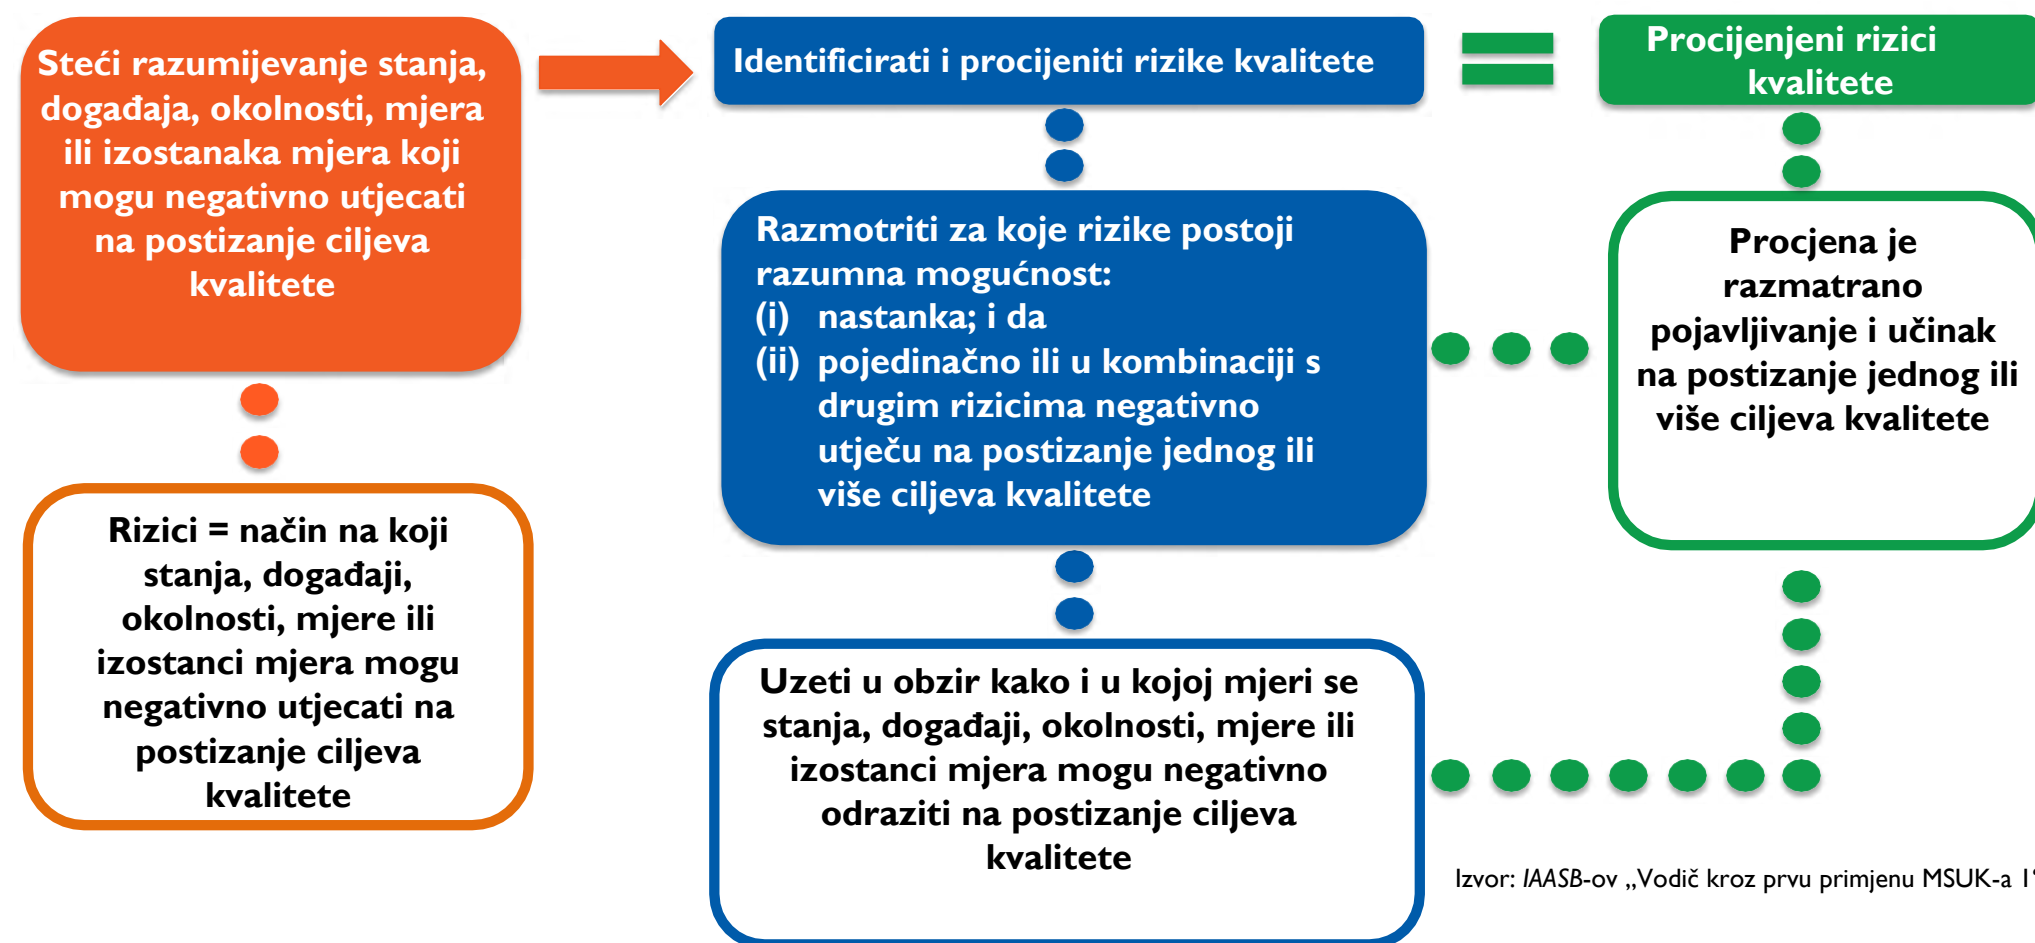 Steći razumijevanje stanja,
događaja, okolnosti, mjera
ili izostanaka mjera koji
mogu negativno utjecati
na postizanje ciljeva
kvalitete
Rizici = način na koji
stanja, događaji,
okolnosti, mjere ili
izostanci mjera mogu
negativno utjecati na
postizanje ciljeva
kvalitete
Identificirati i procijeniti rizike kvalitete
Razmotriti za koje rizike postoji
razumna mogućnost:
(i) nastanka; i da
(ii) pojedinačno ili u kombinaciji s
drugim rizicima negativno
utječu na postizanje jednog ili
više ciljeva kvalitete
Uzeti u obzir kako i u kojoj mjeri se
stanja, događaji, okolnosti, mjere ili
izostanci mjera mogu negativno
odraziti na postizanje ciljeva
kvalitete
Procijenjeni rizici
kvalitete
Procjena je
razmatrano
pojavljivanje i učinak
na postizanje jednog ili
više ciljeva kvalitete
Izvor: IAASB-ov „Vodič kroz prvu primjenu MSUK-a 1“